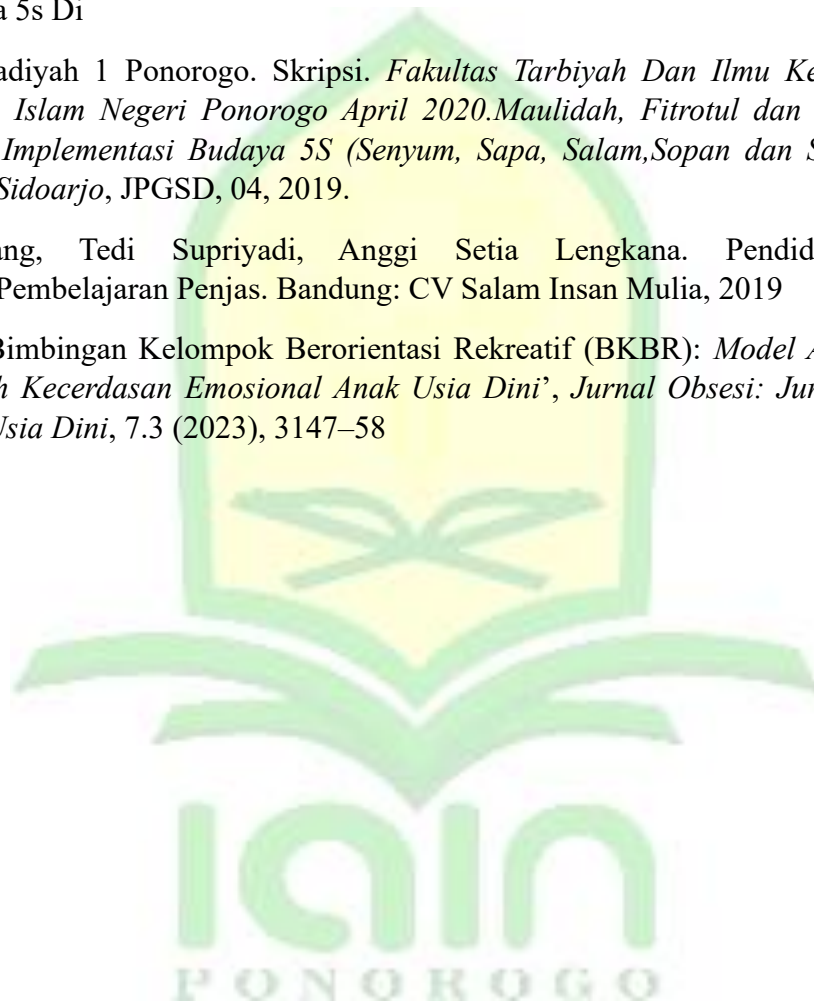 a 5s Di
adiyah 1 Ponorogo. Skripsi. Fakultas Tarbiyah Dan Ilmu Ke
Islam Negeri Ponorogo April 2020.Maulidah, Fitrotul dan
Implementasi Budaya 5S (Senyum, Sapa, Salam,Sopan dan S
Sidoarjo, JPGSD, 04, 2019.
ang, Tedi Supriyadi, Anggi Setia Lengkana. Pendid
Pembelajaran Penjas. Bandung: CV Salam Insan Mulia, 2019
Bimbingan Kelompok Berorientasi Rekreatif (BKBR): Model A
h Kecerdasan Emosional Anak Usia Dini’, Jurnal Obsesi: Jur
Usia Dini, 7.3 (2023), 3147–58
iain
PONOROGO